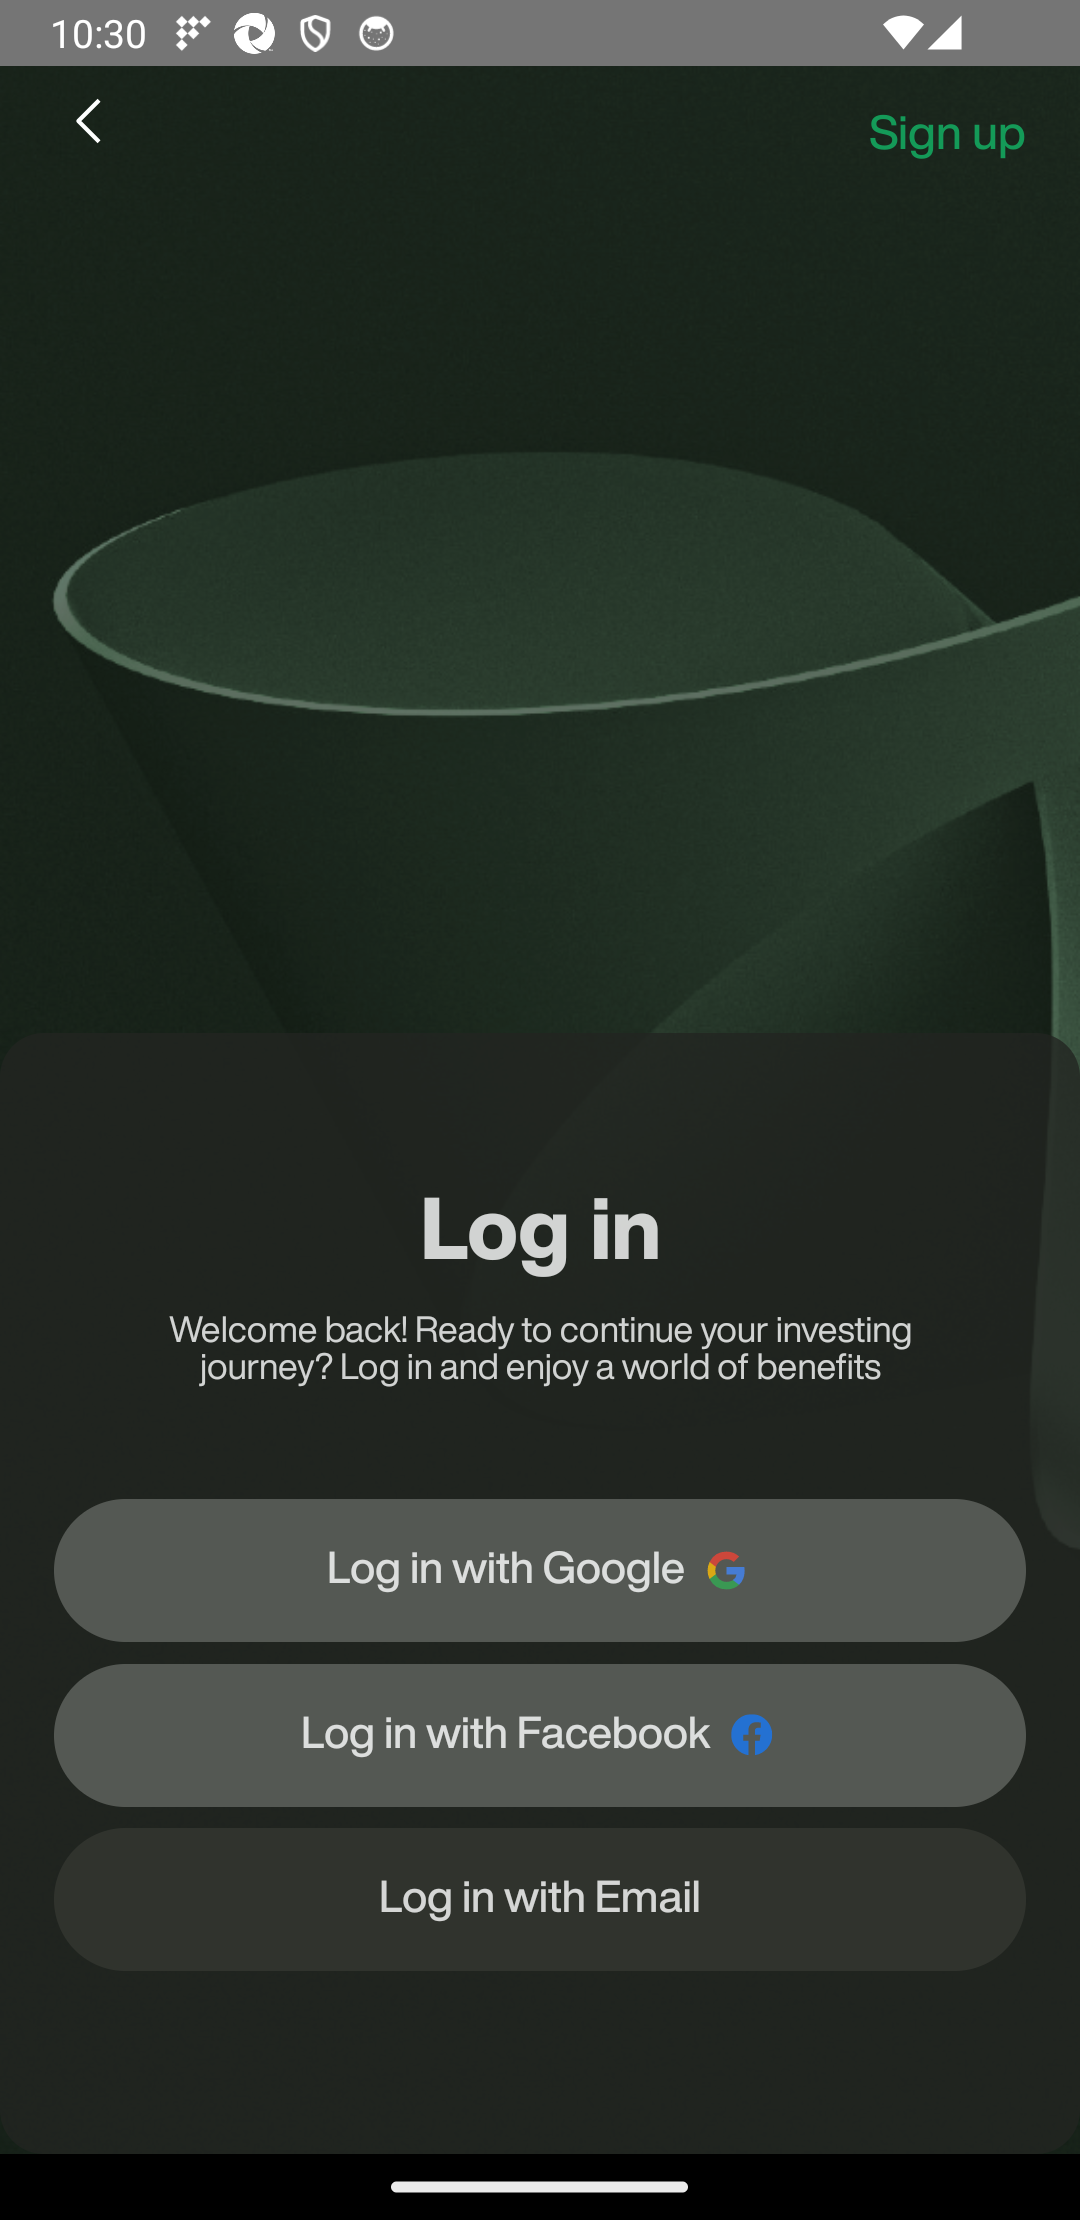 10:30
Sign up
Log in
Welcome back! Ready to continue your investing
journey? Log in and enjoy a world of benefits
Log in with Google
Log in with Facebook
Log in with Email